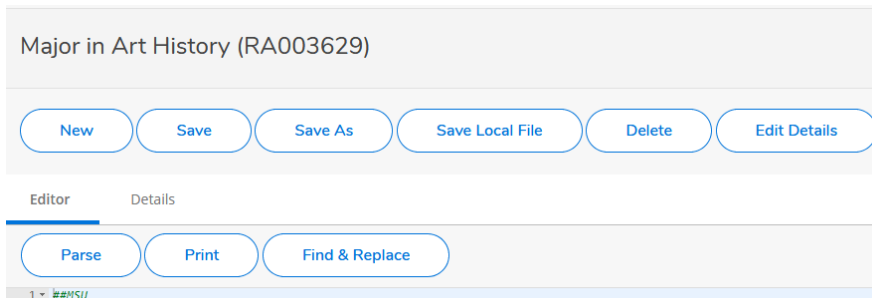 Major in Art History (RA003629)
New Save Save As Save Local File Delete Edit Details
Editor Details
Parse Print Find & Replace
1 ##MSU